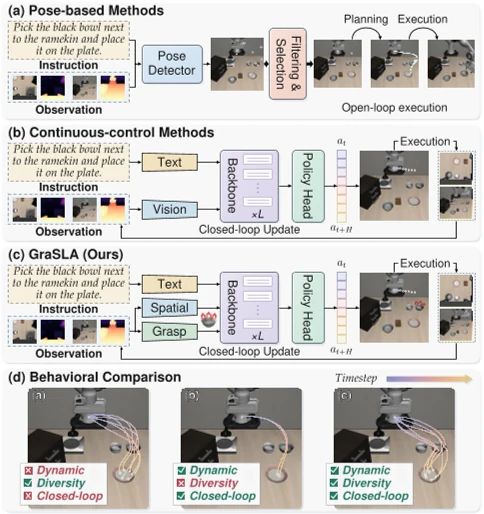 (a) Pose-based Methods
Pick the black bowl next
to the ramekin and place
it on the plate.
Instruction
Observation
Pose
Detector
Filtering &
Selection
Planning
Execution
Open-loop execution
(b) Continuous-control Methods
Pick the black bowl next
to the ramekin and place
it on the plate.
Instruction
Observation
Text
Vision
Backbone
×L
Policy Head
a_t
a_{t+H}
Execution
Closed-loop Update
(c) GraSLA (Ours)
Pick the black bowl next
to the ramekin and place
it on the plate.
Instruction
Observation
Text
Spatial
Grasp
Backbone
×L
Policy Head
a_t
a_{t+H}
Execution
Closed-loop Update
(d) Behavioral Comparison
Timestep
(a)
Dynamic
Diversity
Closed-loop
(b)
Dynamic
Diversity
Closed-loop
(c)
Dynamic
Diversity
Closed-loop